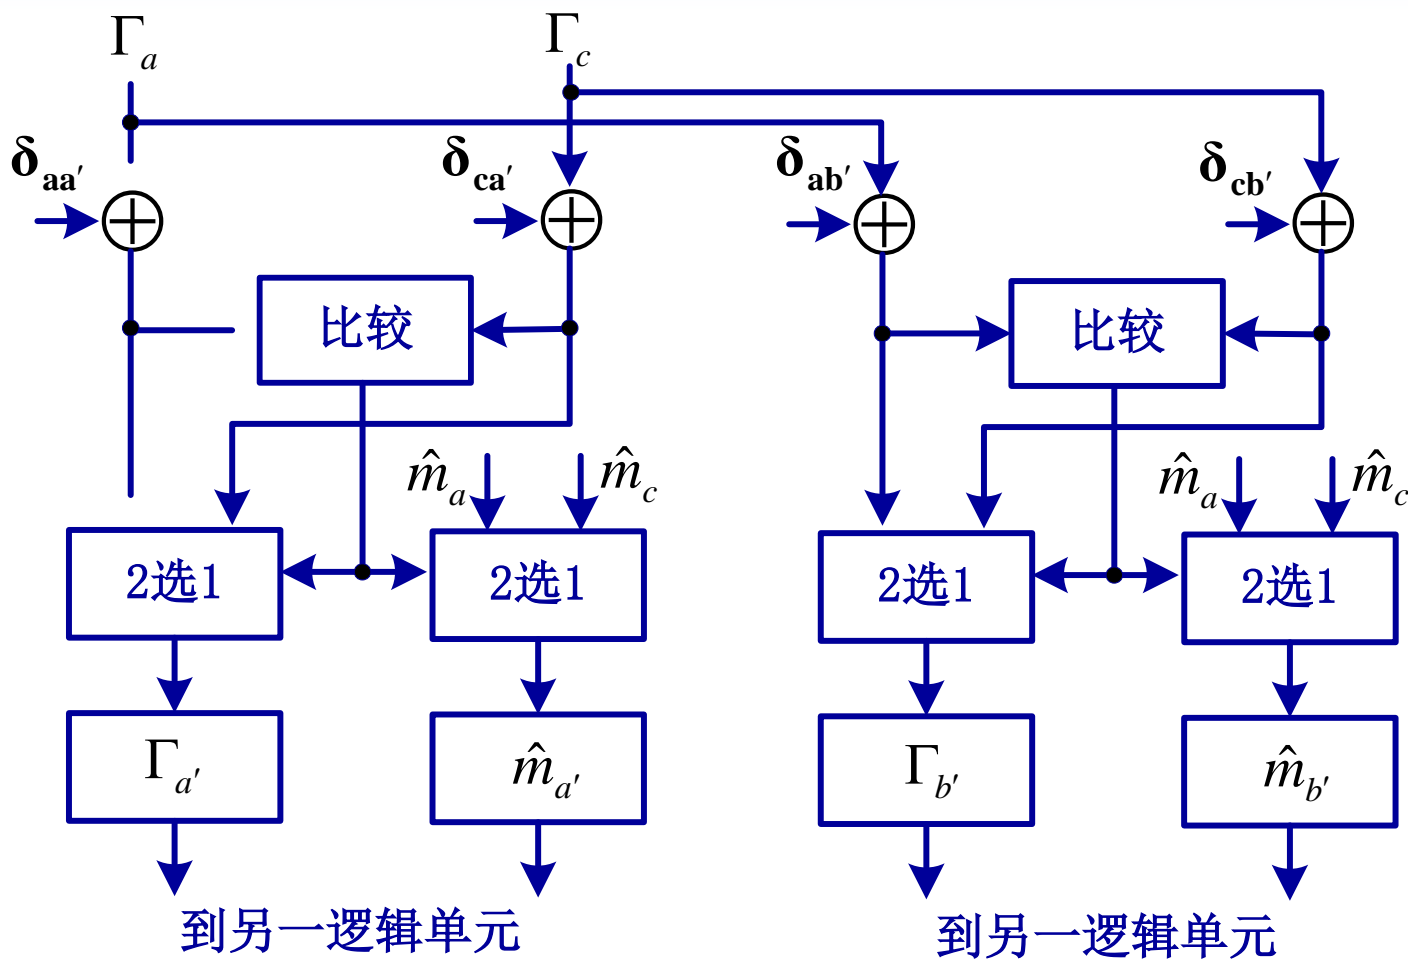 Γa Γc
δaa′ δca′ δab′ δcb′
比较 比较
m̂a m̂c m̂a m̂c
2选1 2选1 2选1 2选1
Γa′ m̂a′ Γb′ m̂b′
到另一逻辑单元 到另一逻辑单元